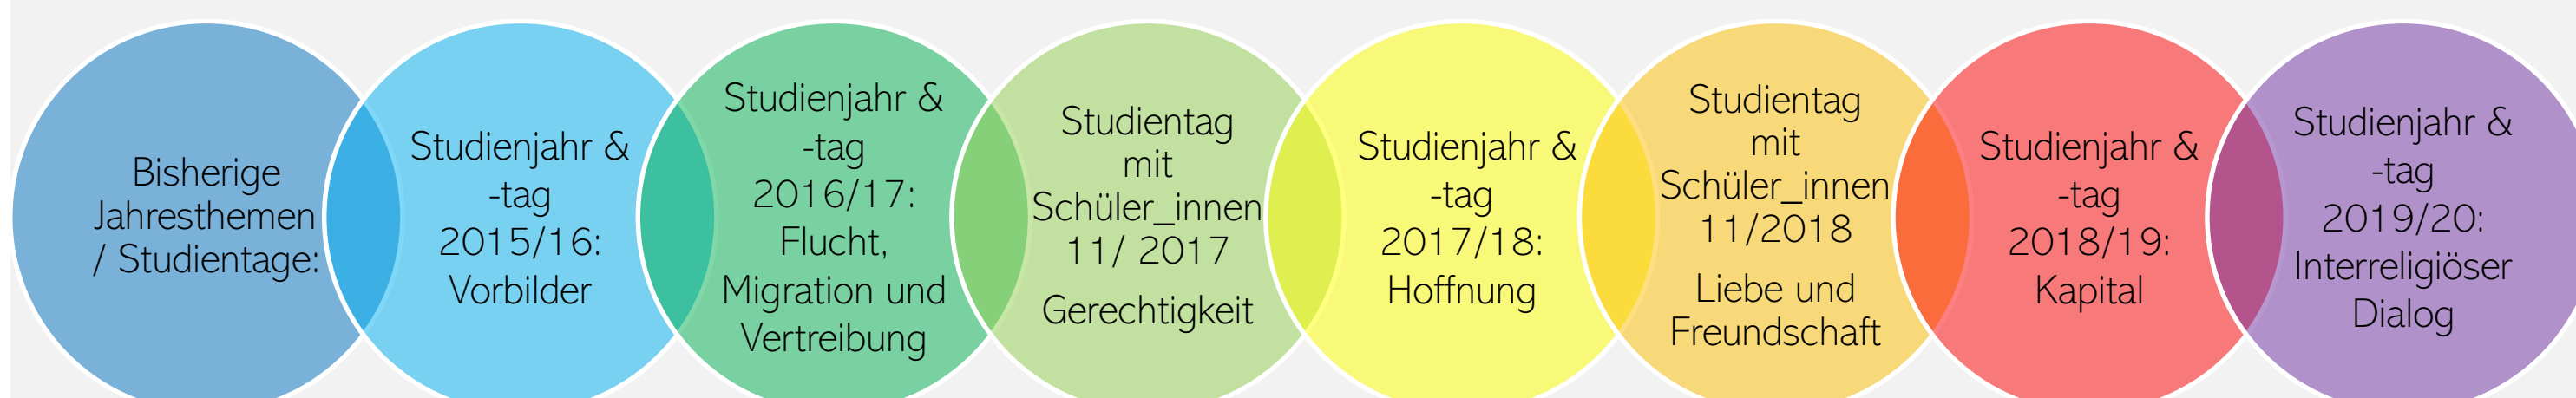 Bisherige
Jahresthemen
/ Studientage:
Studienjahr &
-tag
2015/16:
Vorbilder
Studienjahr &
-tag
2016/17:
Flucht,
Migration und
Vertreibung
Studientag
mit
Schüler_innen
11/ 2017
Gerechtigkeit
Studienjahr &
-tag
2017/18:
Hoffnung
Studientag
mit
Schüler_innen
11/2018
Liebe und
Freundschaft
Studienjahr &
-tag
2018/19:
Kapital
Studienjahr &
-tag
2019/20:
Interreligiöser
Dialog